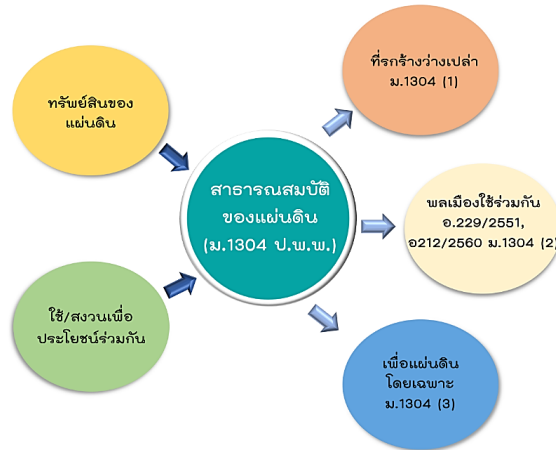 ทรัพย์สินของ
แผ่นดิน
ใช้/สงวนเพื่อ
ประโยชน์ร่วมกัน
สาธารณสมบัติ
ของแผ่นดิน
(ม.1304 ป.พ.พ.)
ที่รกร้างว่างเปล่า
ม.1304 (1)
พลเมืองใช้ร่วมกัน
อ.229/2551,
อ212/2560 ม.1304 (2)
เพื่อแผ่นดิน
โดยเฉพาะ
ม.1304 (3)